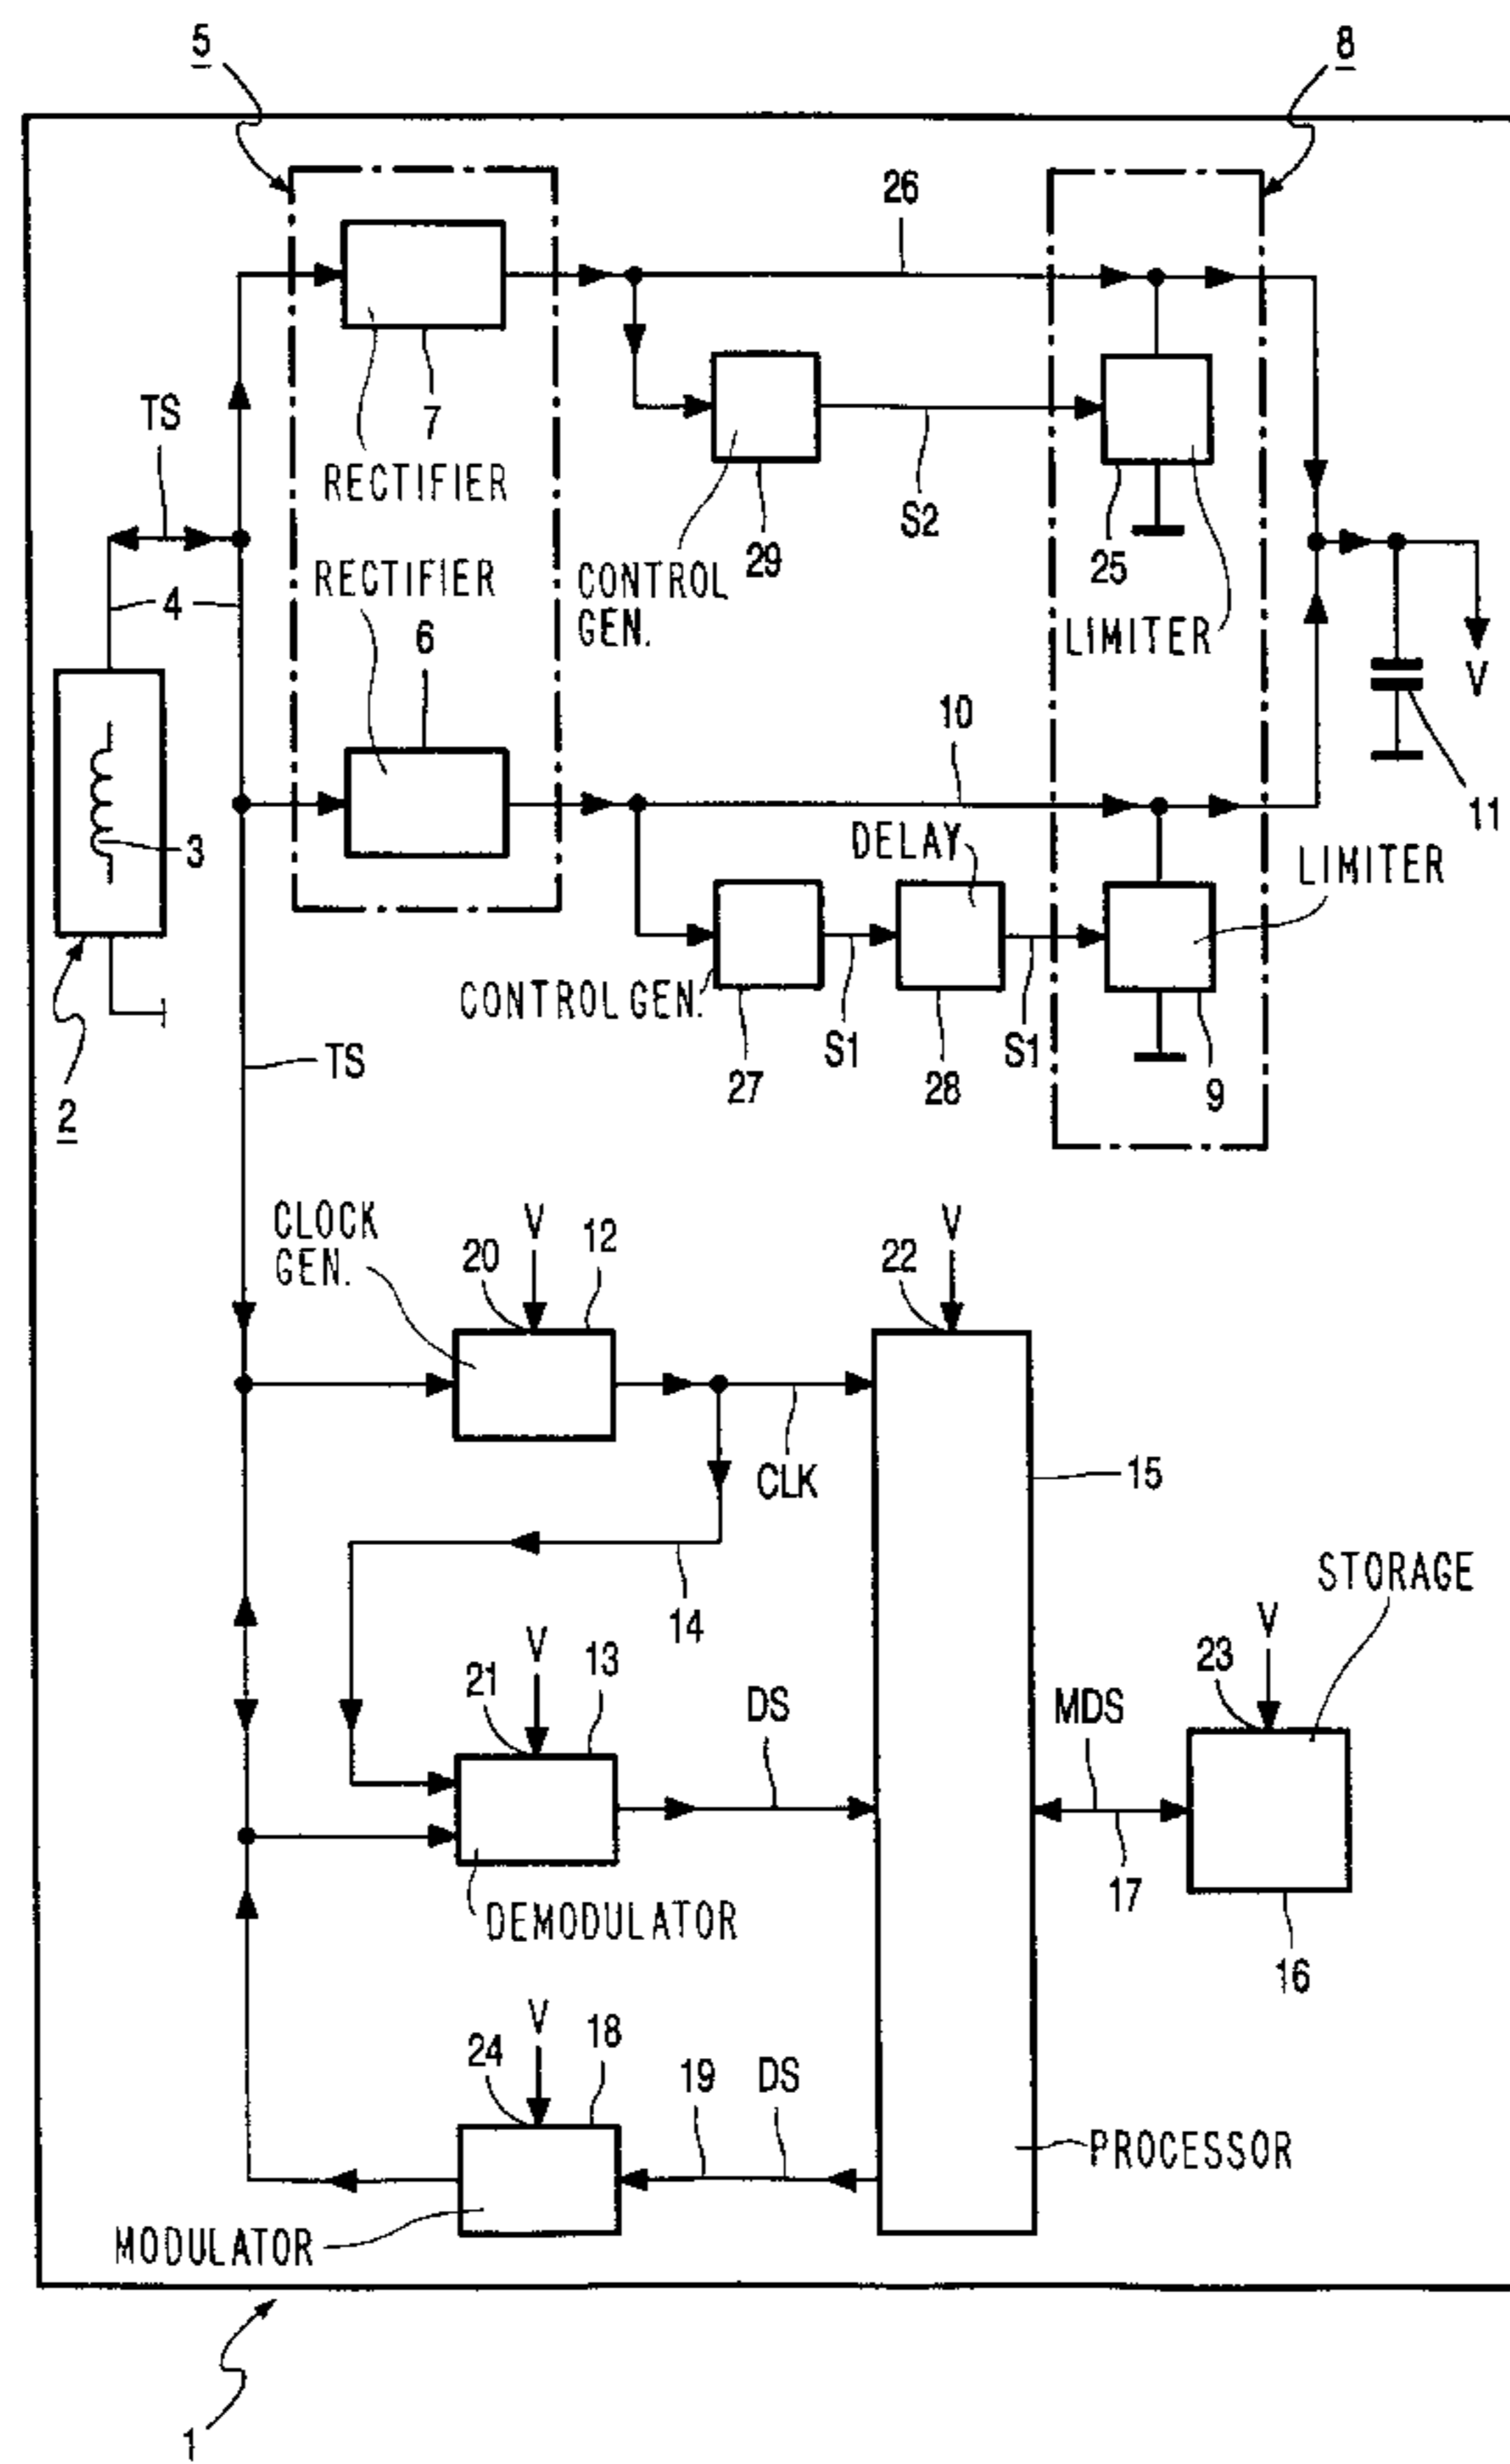 5
8
26
TS
7
RECTIFIER
S2
29
25
RECTIFIER
CONTROL
GEN.
LIMITER
4
6
V
10
11
3
DELAY
LIMITER
CONTROL GEN.
S1
S1
27
28
9
TS
2
CLOCK
GEN.
20
V
12
22
V
CLK
15
14
STORAGE
V
21
V
13
DS
MDS
23
17
DEMODULATOR
16
24
V
18
19
DS
PROCESSOR
MODULATOR
1